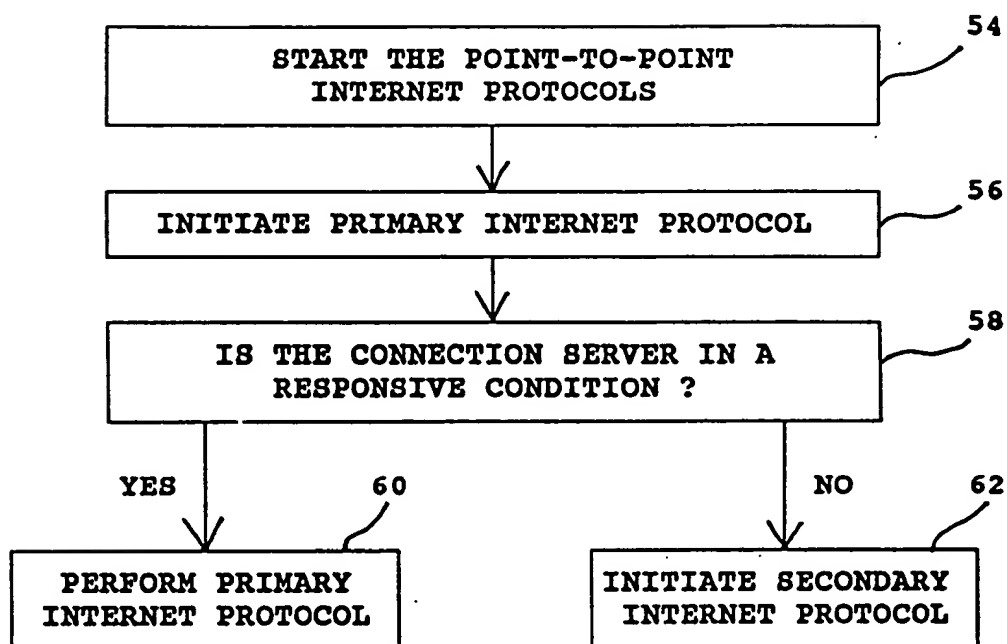 54
START THE POINT-TO-POINT
INTERNET PROTOCOLS
56
INITIATE PRIMARY INTERNET PROTOCOL
58
IS THE CONNECTION SERVER IN A
RESPONSIVE CONDITION ?
YES
60
NO
62
PERFORM PRIMARY
INTERNET PROTOCOL
INITIATE SECONDARY
INTERNET PROTOCOL